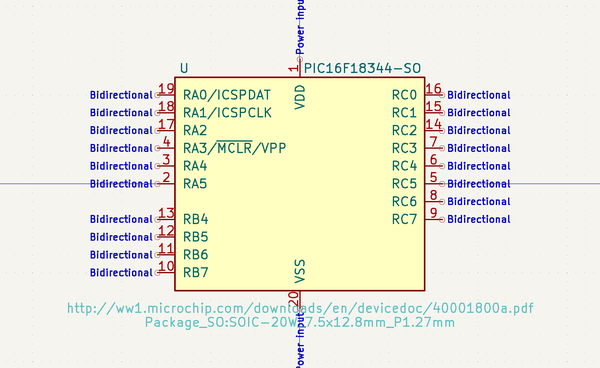 Power input
U
PIC16F18344-SO
1
VDD
Bidirectional 19 RA0/ICSPDAT RC0 16 Bidirectional
Bidirectional 18 RA1/ICSPCLK RC1 15 Bidirectional
Bidirectional 17 RA2 RC2 14 Bidirectional
Bidirectional 4 RA3/MCLR/VPP RC3 7 Bidirectional
Bidirectional 3 RA4 RC4 6 Bidirectional
Bidirectional 2 RA5 RC5 5 Bidirectional
RC6 8 Bidirectional
Bidirectional 13 RB4 RC7 9 Bidirectional
Bidirectional 12 RB5
Bidirectional 11 RB6
Bidirectional 10 RB7
VSS
20
http://ww1.microchip.com/downloads/en/devicedoc/40001800a.pdf
Package_SO:SOIC-20W_7.5x12.8mm_P1.27mm
Power input